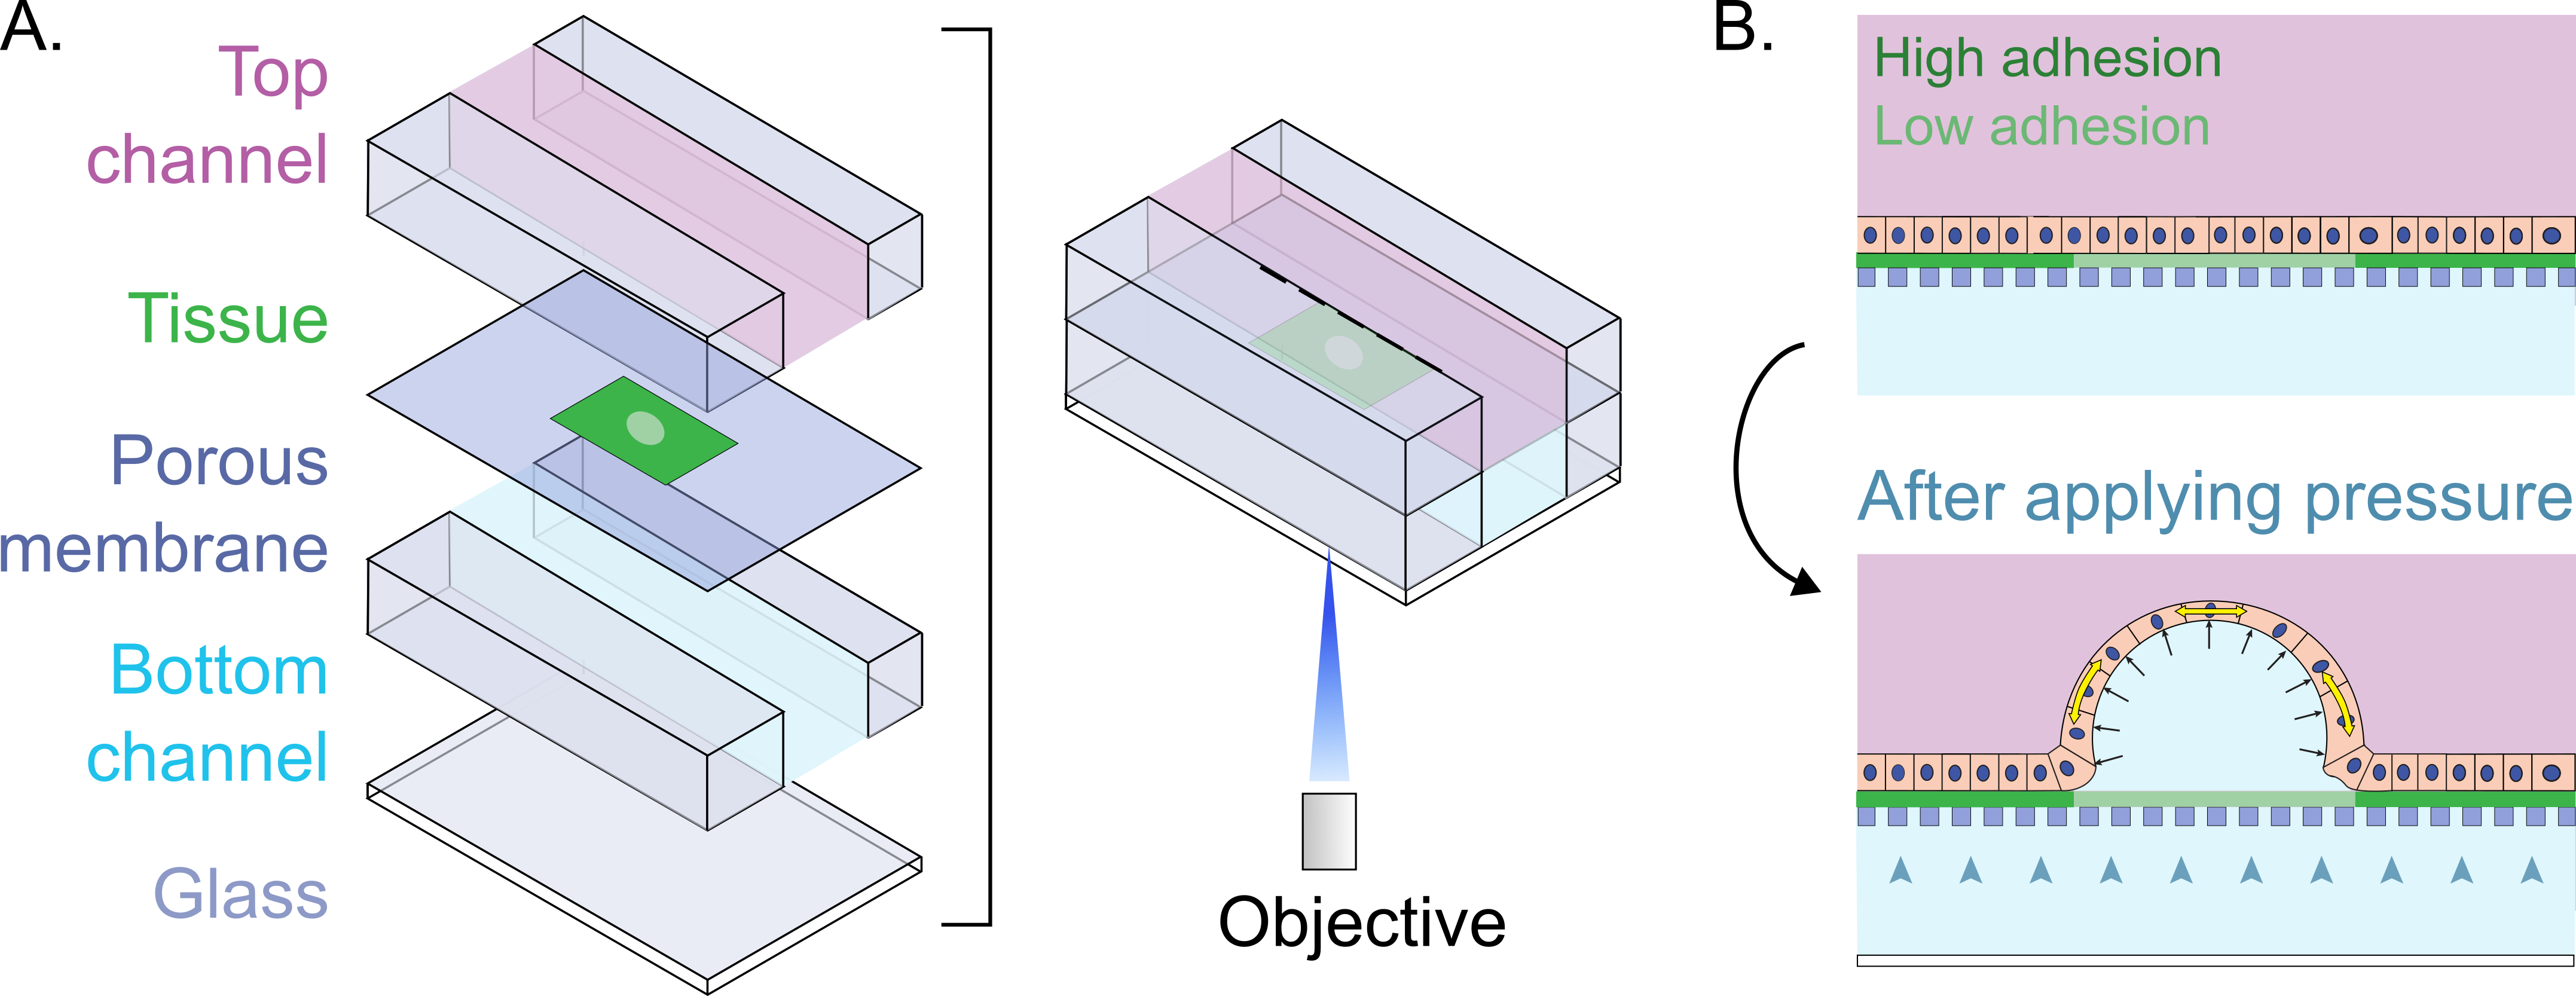 A.
Top
channel
Tissue
Porous
membrane
Bottom
channel
Glass
Objective
B.
High adhesion
Low adhesion
After applying pressure